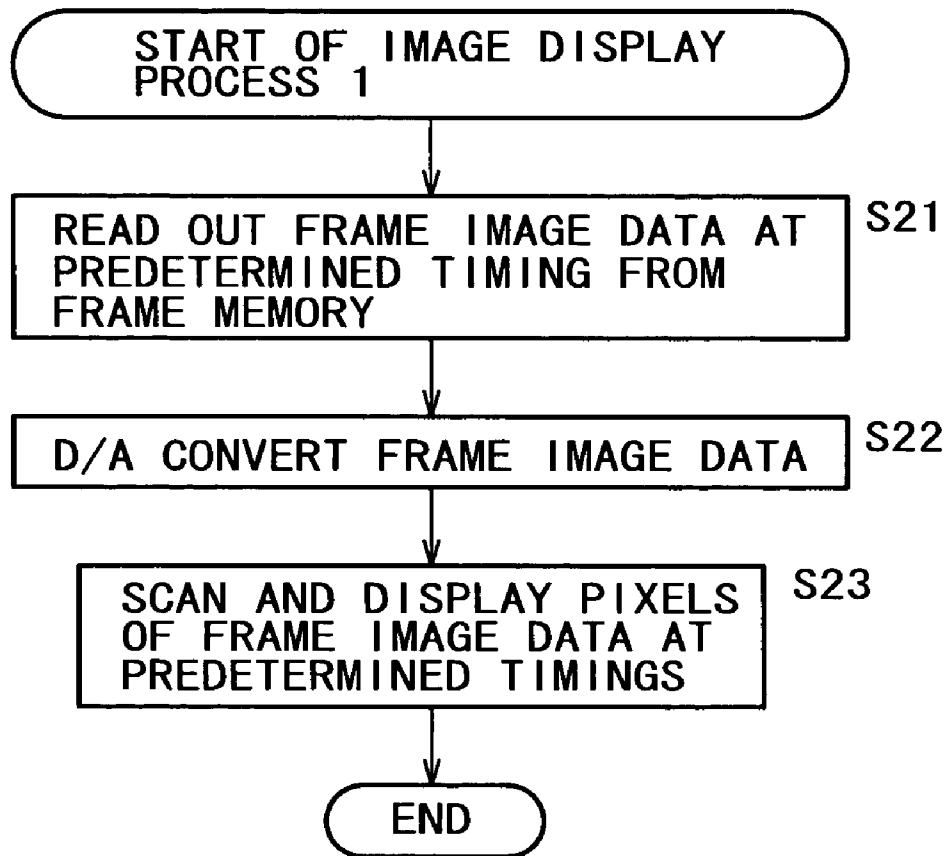 START OF IMAGE DISPLAY
PROCESS 1
READ OUT FRAME IMAGE DATA AT
PREDETERMINED TIMING FROM
FRAME MEMORY
S21
D/A CONVERT FRAME IMAGE DATA
S22
SCAN AND DISPLAY PIXELS
OF FRAME IMAGE DATA AT
PREDETERMINED TIMINGS
S23
END